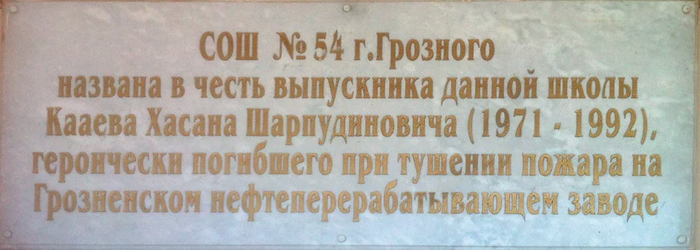 СОШ № 54 г.Грозного
названа в честь выпускника данной школы
Кааева Хасана Шарпудиновича (1971 - 1992),
герончески погибшего при тушении пожара на
Грозненском нефтеперерабатывающем заводе